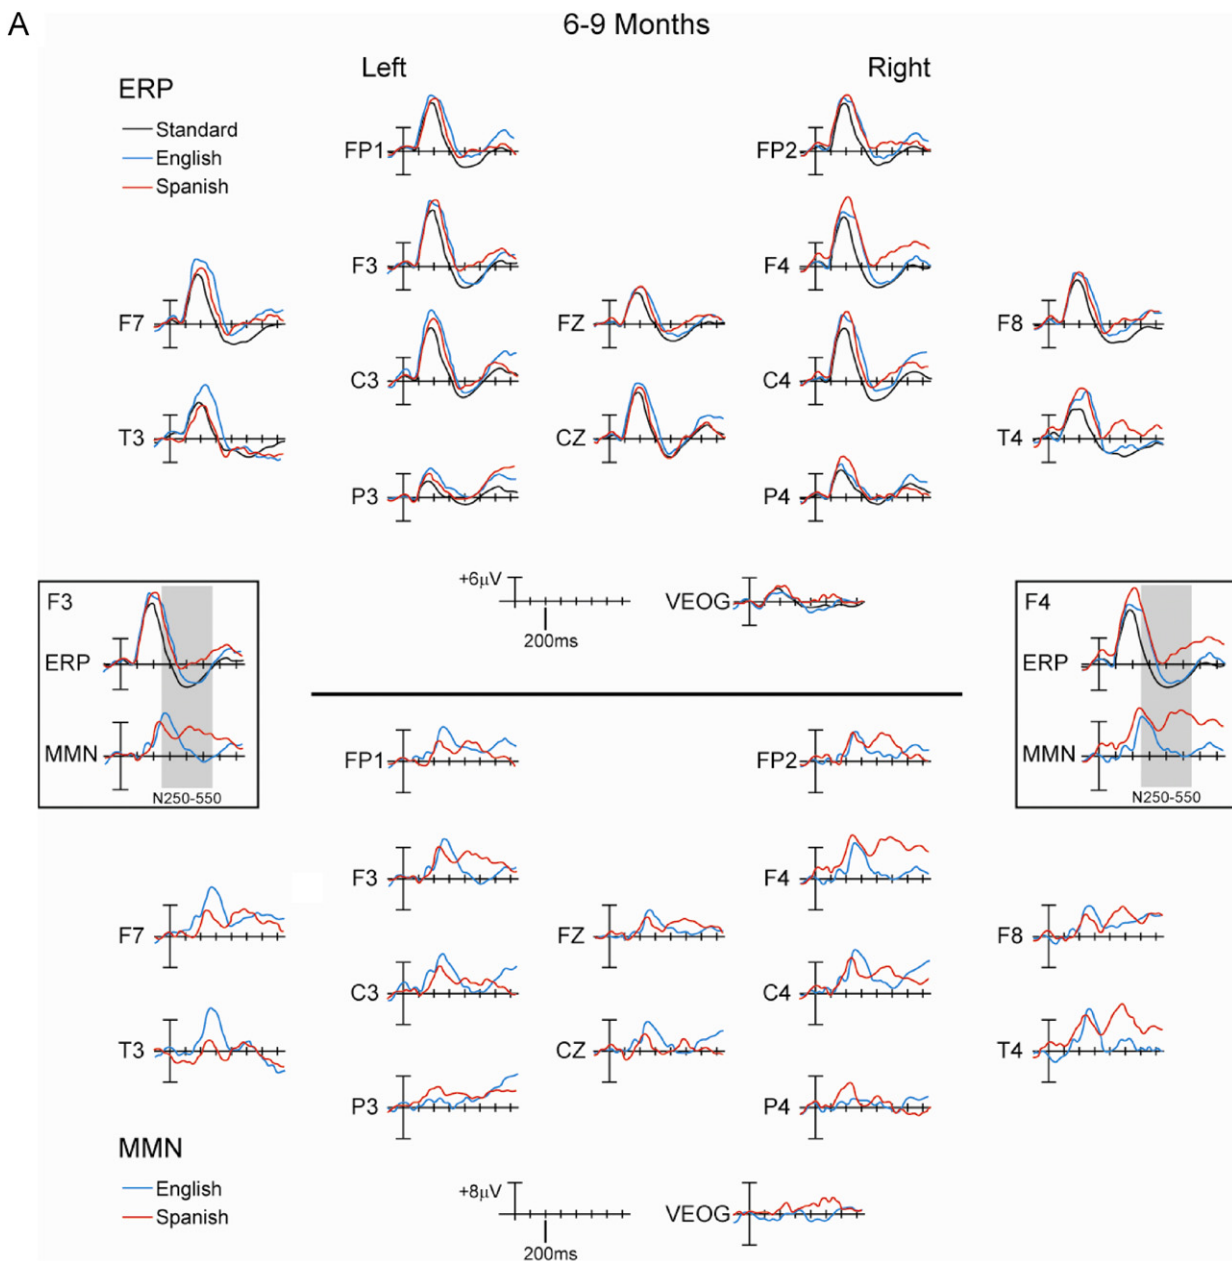 A
6-9 Months
Left
Right
ERP
Standard
English
Spanish
FP1
FP2
F3
F4
F7
FZ
F8
C3
C4
T3
CZ
T4
P3
P4
+6μV
200ms
VEOG
F3
ERP
MMN
N250-550
F4
ERP
MMN
N250-550
FP1
FP2
F3
F4
F7
FZ
F8
C3
C4
T3
CZ
T4
P3
P4
MMN
English
Spanish
+8μV
200ms
VEOG